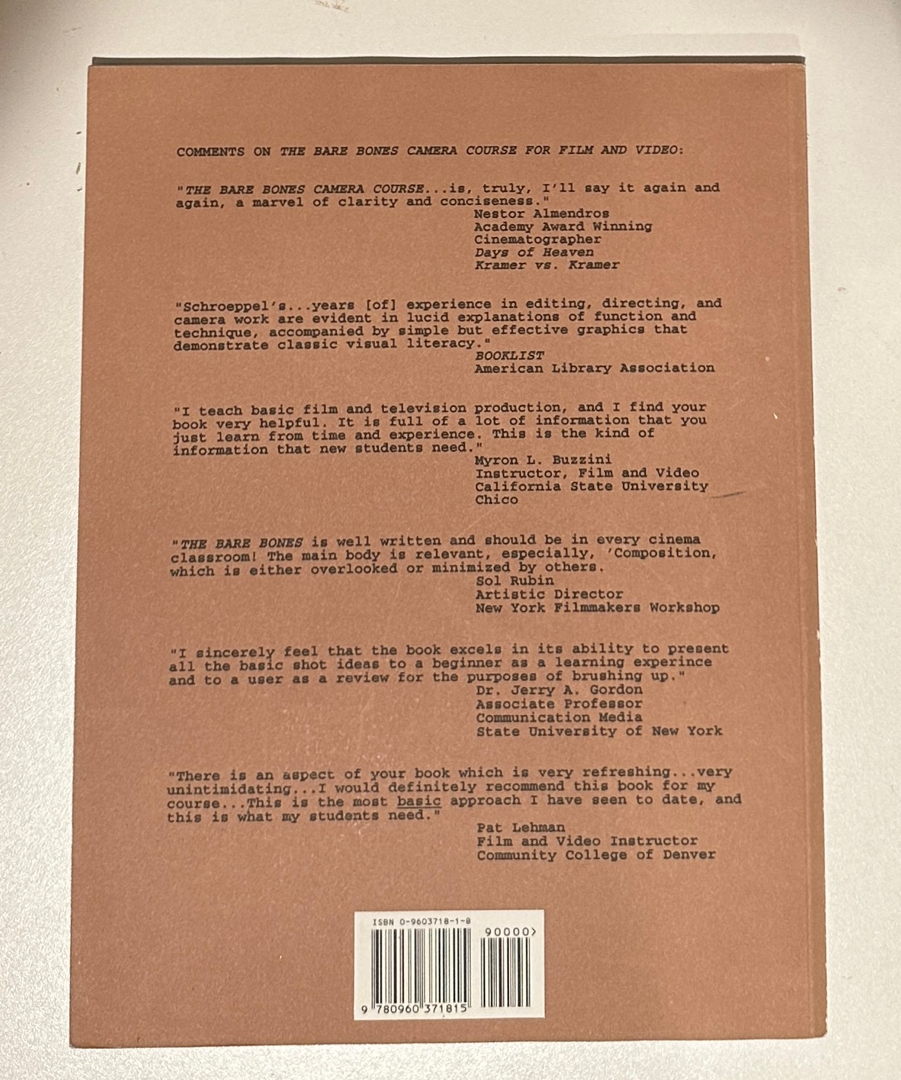 COMMENTS ON THE BARE BONES CAMERA COURSE FOR FILM AND VIDEO:
"THE BARE BONES CAMERA COURSE...is, truly, I'll say it again and
again, a marvel of clarity and conciseness."
Nestor Almendros
Academy Award Winning
Cinematographer
Days of Heaven
Kramer vs. Kramer
"Schroeppel's...years [of] experience in editing, directing, and
camera work are evident in lucid explanations of function and
technique, accompanied by simple but effective graphics that
demonstrate classic visual literacy."
BOOKLIST
American Library Association
"I teach basic film and television production, and I find your
book very helpful. It is full of a lot of information that you
just learn from time and experience. This is the kind of
information that new students need."
Myron L. Buzzini
Instructor, Film and Video
California State University
Chico
"THE BARE BONES is well written and should be in every cinema
classroom! The main body is relevant, especially, 'Composition,
which is either overlooked or minimized by others.
Sol Rubin
Artistic Director
New York Filmmakers Workshop
"I sincerely feel that the book excels in its ability to present
all the basic shot ideas to a beginner as a learning experince
and to a user as a review for the purposes of brushing up."
Dr. Jerry A. Gordon
Associate Professor
Communication Media
State University of New York
"There is an aspect of your book which is very refreshing...very
unintimidating...I would definitely recommend this book for my
course...This is the most basic approach I have seen to date, and
this is what my students need."
Pat Lehman
Film and Video Instructor
Community College of Denver
ISBN 0-9603718-1-8
90000>
9 780960 371815